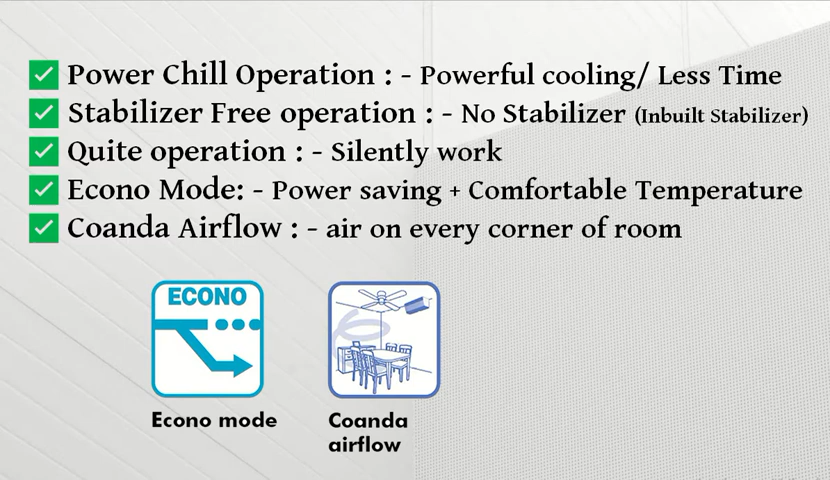 Power Chill Operation : - Powerful cooling/ Less Time
Stabilizer Free operation : - No Stabilizer (Inbuilt Stabilizer)
Quite operation : - Silently work
Econo Mode: - Power saving + Comfortable Temperature
Coanda Airflow : - air on every corner of room
ECONO
Econo mode
Coanda
airflow